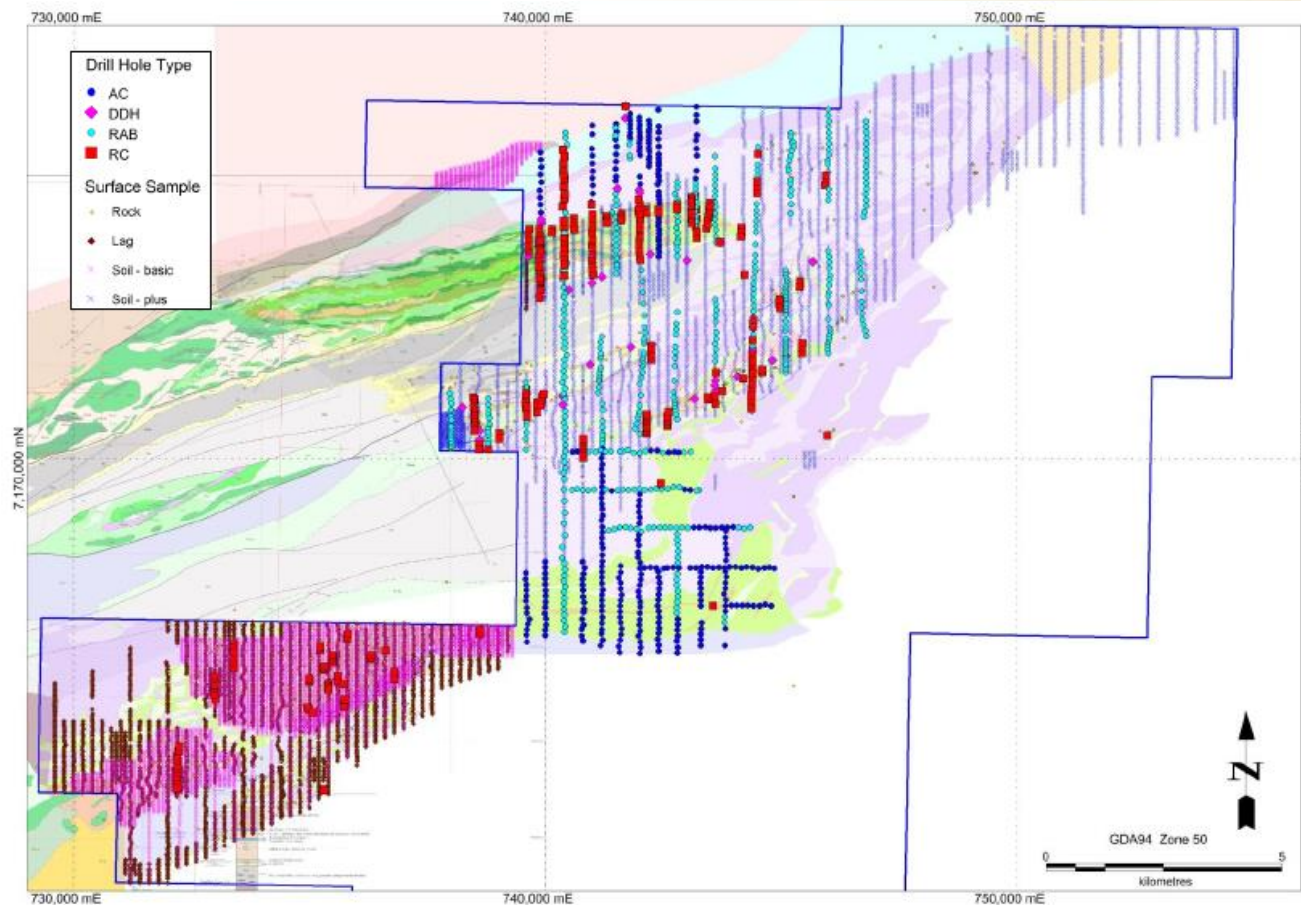 730,000 mE 740,000 mE 750,000 mE
Drill Hole Type
AC
DDH
RAB
RC
Surface Sample
Rock
Lag
Soil - basic
Soil - plus
7,170,000 mN
N
GDA94 Zone 50
0 5
kilometres
730,000 mE 740,000 mE 750,000 mE